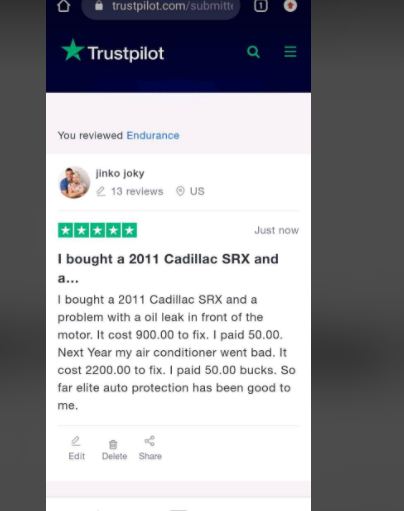 trustpilot.com/submitte
1
Trustpilot
You reviewed Endurance
jinko joky
13 reviews US
Just now
I bought a 2011 Cadillac SRX and
a...
I bought a 2011 Cadillac SRX and a
problem with a oil leak in front of the
motor. It cost 900.00 to fix. I paid 50.00.
Next Year my air conditioner went bad. It
cost 2200.00 to fix. I paid 50.00 bucks. So
far elite auto protection has been good to
me.
Edit Delete Share